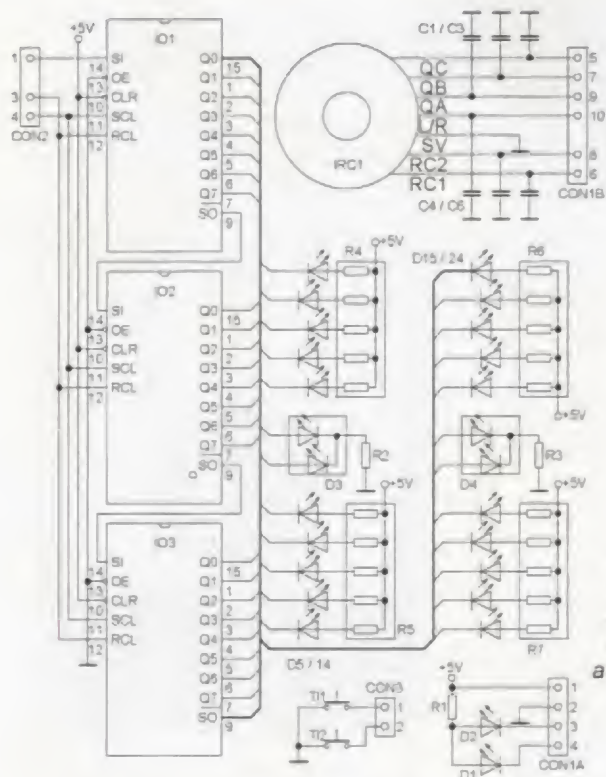 +5V
CON2
1
3
4
IO1
SI
OE
CLR
SCL
RCL
14
13
10
11
12
Q0
Q1
Q2
Q3
Q4
Q5
Q6
Q7
SO
15
1
2
3
4
5
6
7
9
IO2
SI
OE
CLR
SCL
RCL
14
13
10
11
12
Q0
Q1
Q2
Q3
Q4
Q5
Q6
Q7
SO
15
1
2
3
4
5
6
7
9
IO3
SI
OE
CLR
SCL
RCL
14
13
10
11
12
Q0
Q1
Q2
Q3
Q4
Q5
Q6
Q7
SO
15
1
2
3
4
5
6
7
9
IRC1
QC
QB
QA
L/R
SV
RC2
RC1
C1 / C3
C4 / C6
5
7
9
10
8
6
CON1B
R4
+5V
D15 / 24
R6
+5V
D3
R2
D4
R3
+5V
R5
+5V
R7
D5 / 14
Tl1
Tl2
CON3
1
2
+5V
R1
D2
D1
1
2
3
4
CON1A
a